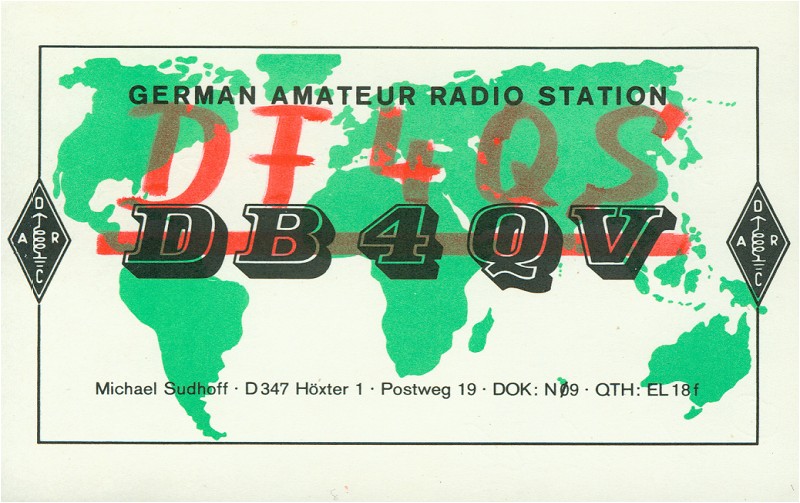 GERMAN AMATEUR RADIO STATION
DF4QS
DB4QV
D
A R
C
D
A R
C
Michael Sudhoff · D 347 Höxter 1 · Postweg 19 · DOK: N09 · QTH: EL 18 f